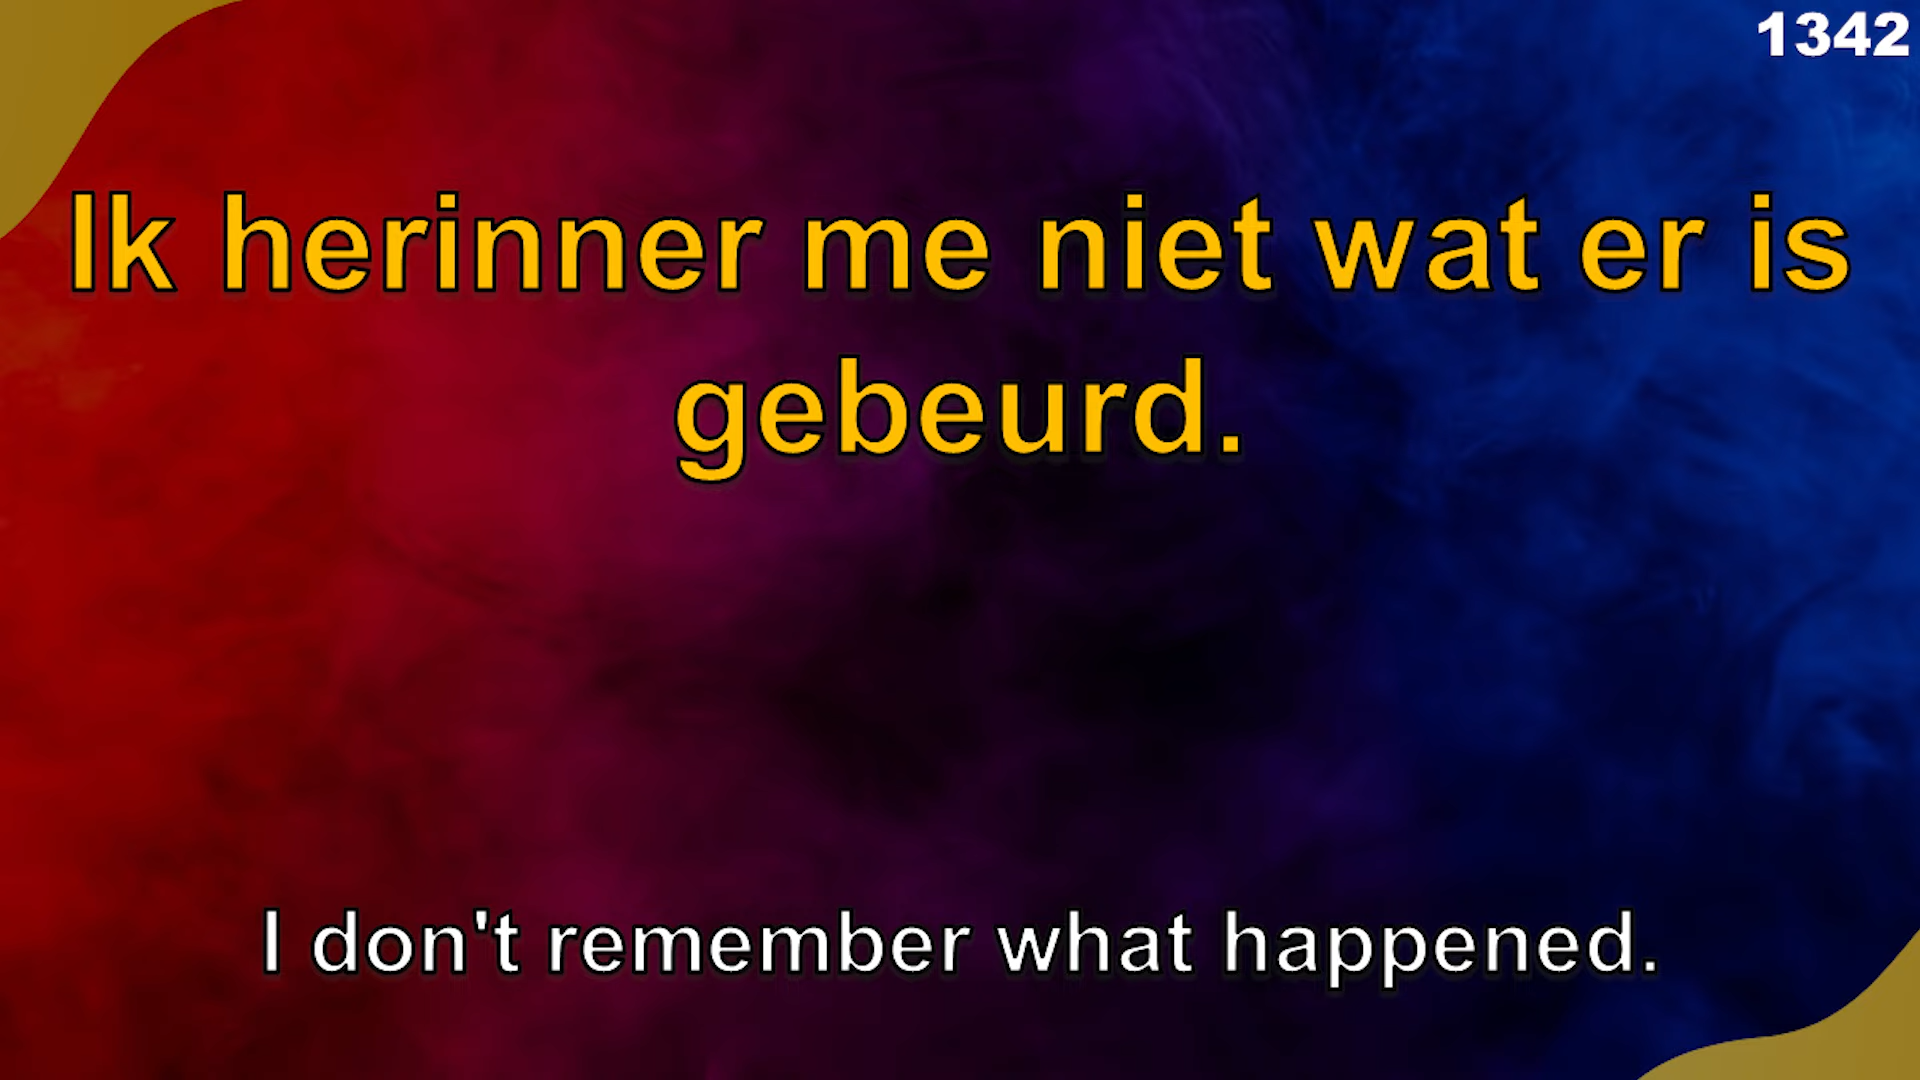 1342
Ik herinner me niet wat er is
gebeurd.
I don't remember what happened.